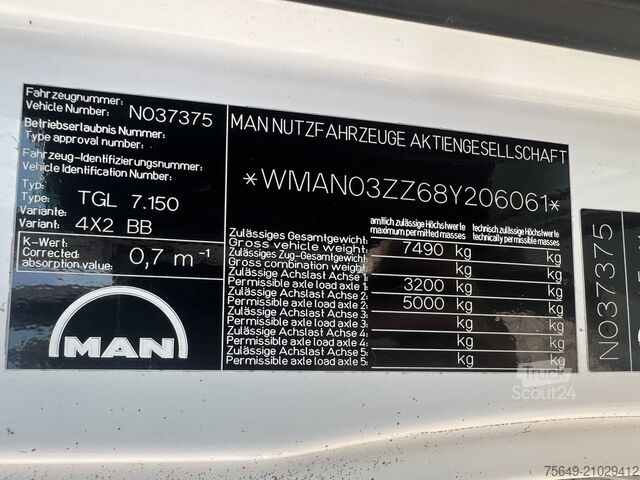 Fahrzeugnummer:
Vehicle Number: N037375
Betriebserlaubnis Nummer:
Type approval number:
Fahrzeug-Identifizierungsnummer:
Vehicle Identification Number:
Typ:
Type: TGL 7.150
Variante:
Variant: 4X2 BB
K-Wert:
Corrected
absorption value: 0,7 m⁻¹
MAN
MAN NUTZFAHRZEUGE AKTIENGESELLSCHAFT
*WMAN03ZZ68Y206061*
amtlich zulässige Höchstwerte technisch zulässige Höchstwerte
maximum permitted masses technically permissible masses
Zulässiges Gesamtgewicht:
Gross vehicle weight: 7490 kg kg
Zulässiges Zug-Gesamtgewicht:
Gross combination weight: kg kg
Zulässige Achslast Achse 1:
Permissible axle load axle 1: 3200 kg kg
Zulässige Achslast Achse 2:
Permissible axle load axle 2: 5000 kg kg
Zulässige Achslast Achse 3:
Permissible axle load axle 3: kg kg
Zulässige Achslast Achse 4:
Permissible axle load axle 4: kg kg
Zulässige Achslast Achse 5:
Permissible axle load axle 5: kg kg
N037375
Truck
Scout24
75649-21029412